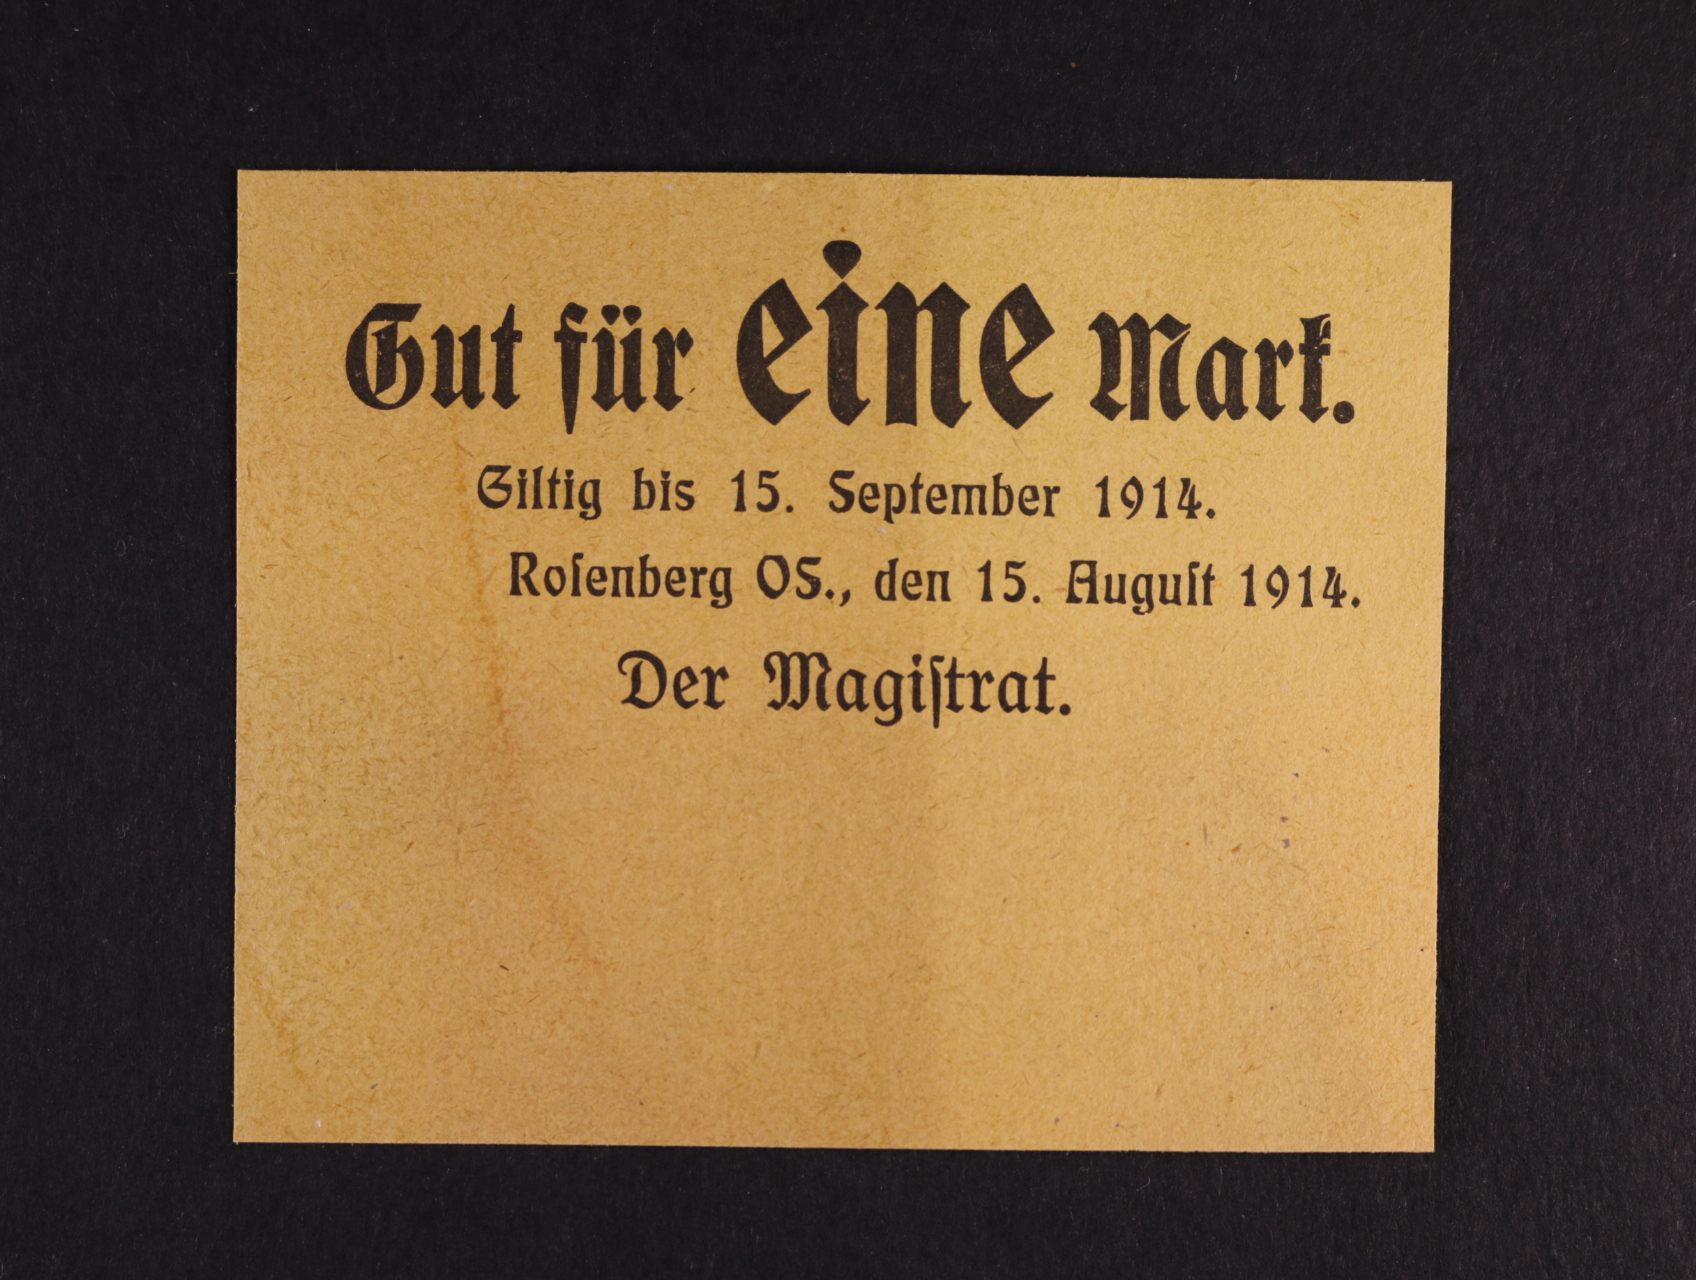 Gut für eine Mark.
Giltig bis 15. September 1914.
Roſenberg OS., den 15. Auguſt 1914.
Der Magiſtrat.